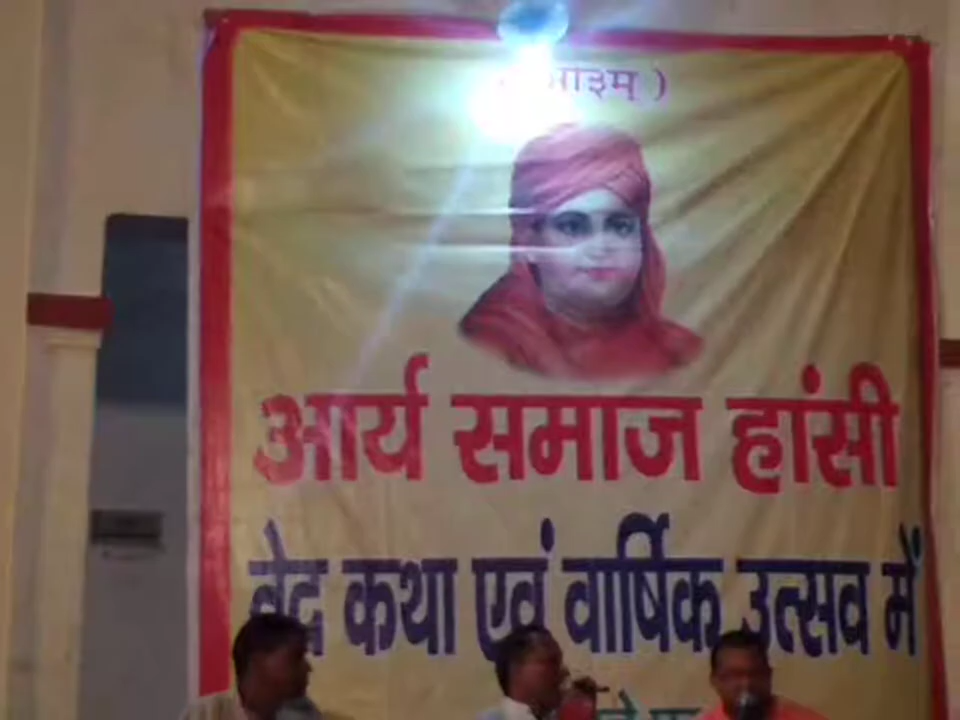 आर्य समाज हांसी
वेद कथा एवं वार्षिक उत्सव में